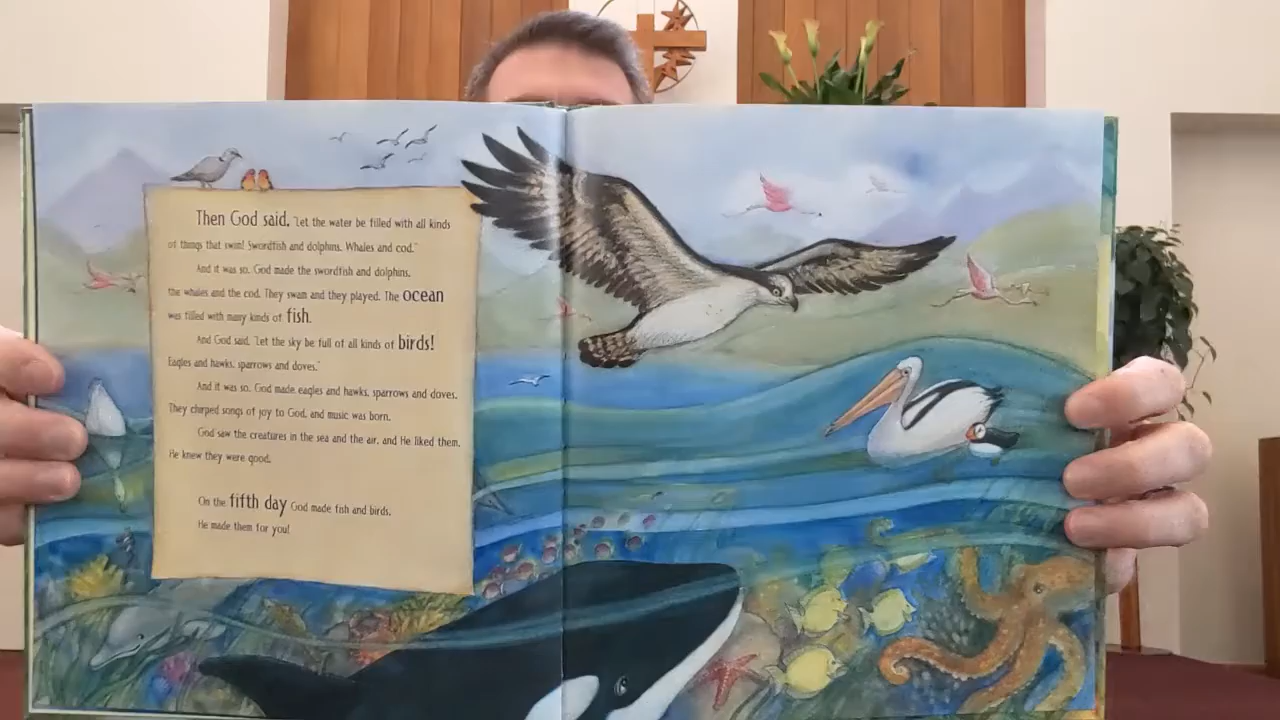 Then God said, "Let the water be filled with all kinds
of things that swim! Swordfish and dolphins. Whales and cod."
And it was so. God made the swordfish and dolphins,
the whales and the cod. They swam and they played. The ocean
was filled with many kinds of fish.
And God said, "Let the sky be full of all kinds of birds!
Eagles and hawks, sparrows and doves."
And it was so. God made eagles and hawks, sparrows and doves.
They chirped songs of joy to God, and music was born.
God saw the creatures in the sea and the air, and He liked them.
He knew they were good.
On the fifth day God made fish and birds.
He made them for you!